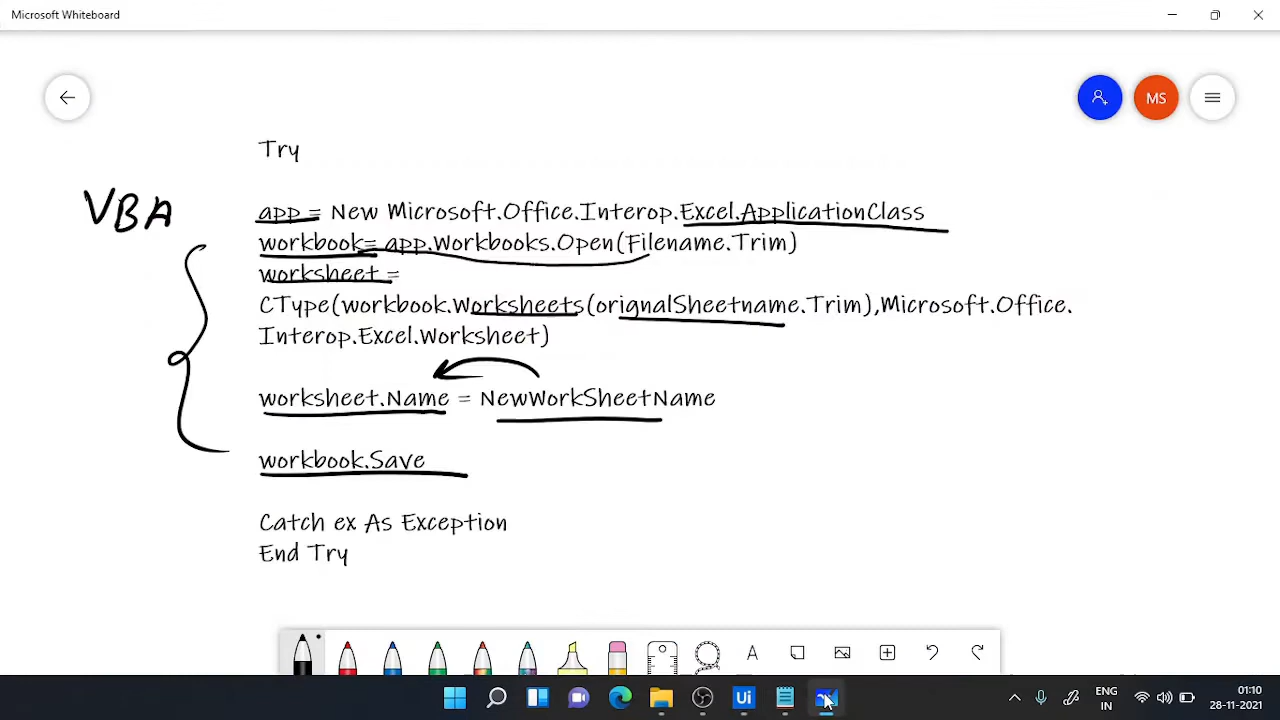 Microsoft Whiteboard
MS
Try
VBA
app = New Microsoft.Office.Interop.Excel.ApplicationClass
workbook= app.Workbooks.Open(Filename.Trim)
worksheet =
CType(workbook.Worksheets(orignalSheetname.Trim),Microsoft.Office.
Interop.Excel.Worksheet)
worksheet.Name = NewWorkSheetName
workbook.Save
Catch ex As Exception
End Try
A
Ui
ENG
IN
01:10
28-11-2021